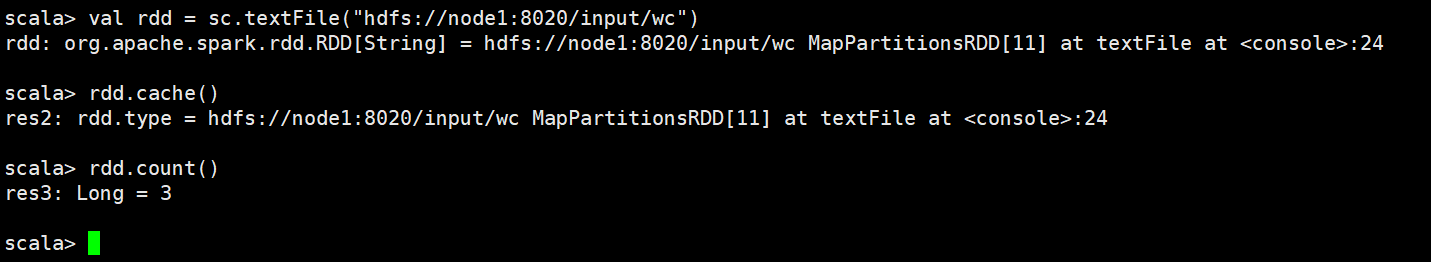 scala> val rdd = sc.textFile("hdfs://node1:8020/input/wc")
rdd: org.apache.spark.rdd.RDD[String] = hdfs://node1:8020/input/wc MapPartitionsRDD[11] at textFile at <console>:24
scala> rdd.cache()
res2: rdd.type = hdfs://node1:8020/input/wc MapPartitionsRDD[11] at textFile at <console>:24
scala> rdd.count()
res3: Long = 3
scala>